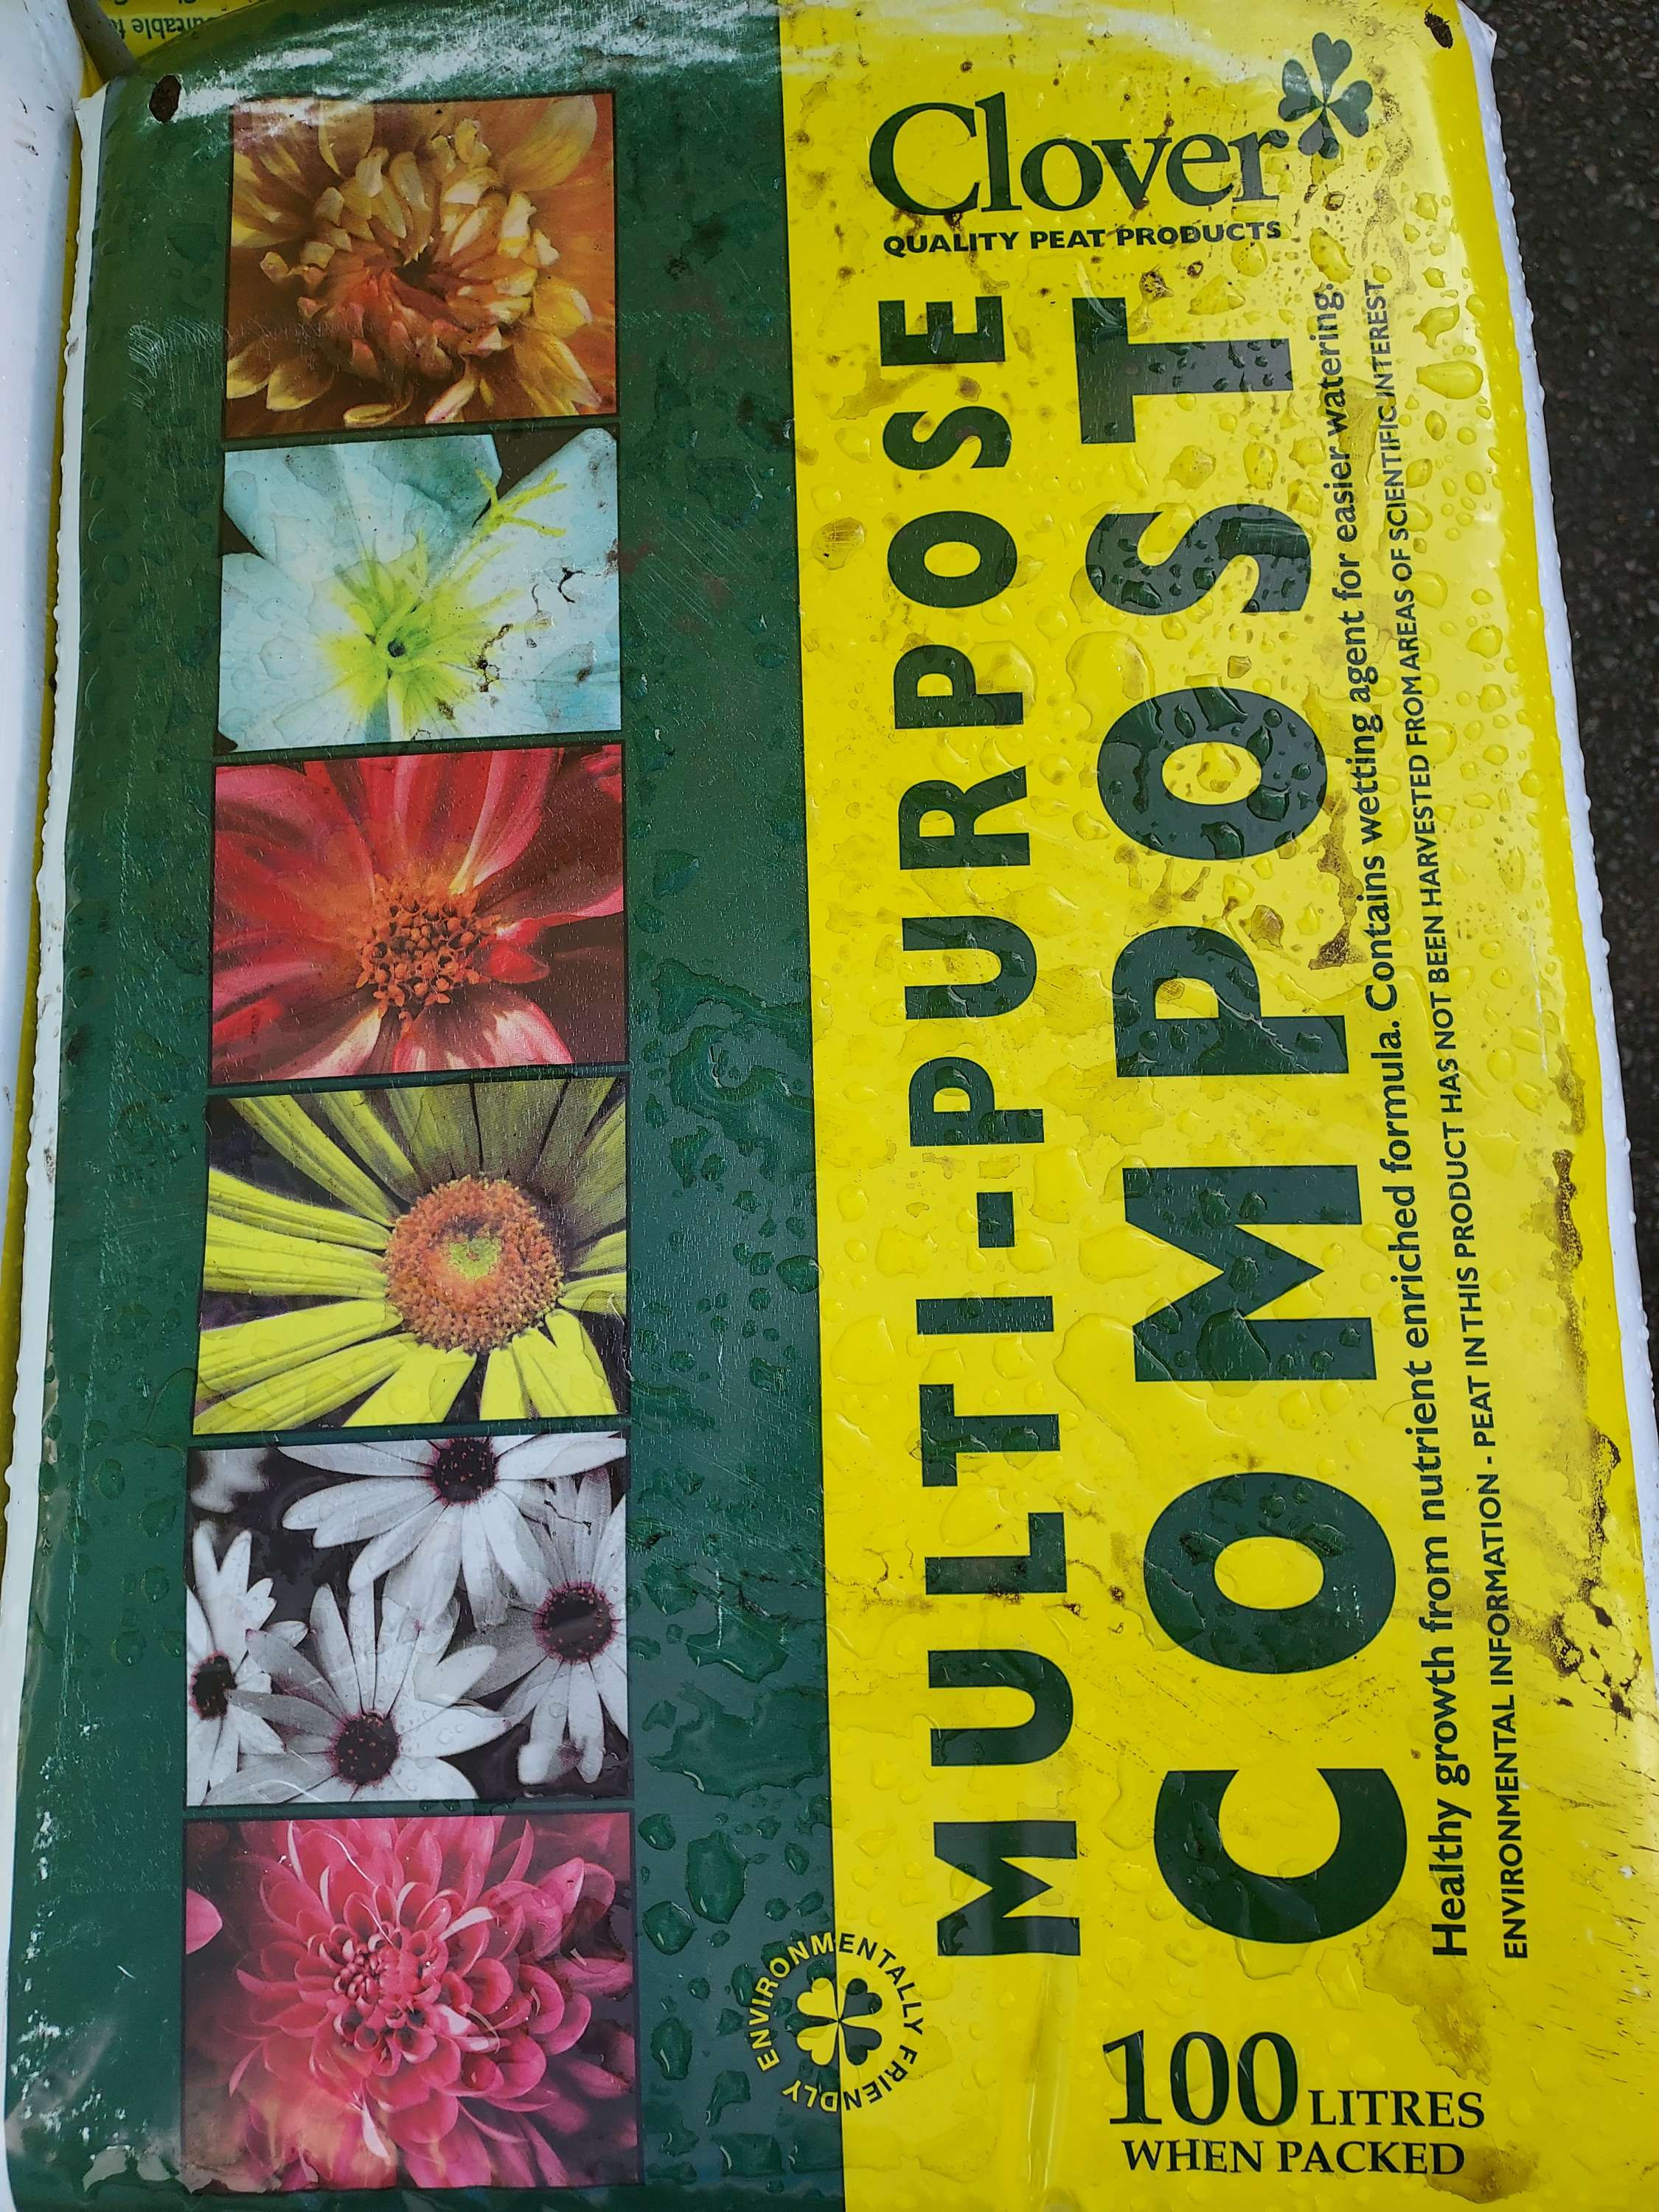 Clover
QUALITY PEAT PRODUCTS
MULTI-PURPOSE
COMPOST
Healthy growth from nutrient enriched formula. Contains wetting agent for easier watering.
ENVIRONMENTAL INFORMATION - PEAT IN THIS PRODUCT HAS NOT BEEN HARVESTED FROM AREAS OF SCIENTIFIC INTEREST
ENVIRONMENTALLY FRIENDLY
100 LITRES
WHEN PACKED